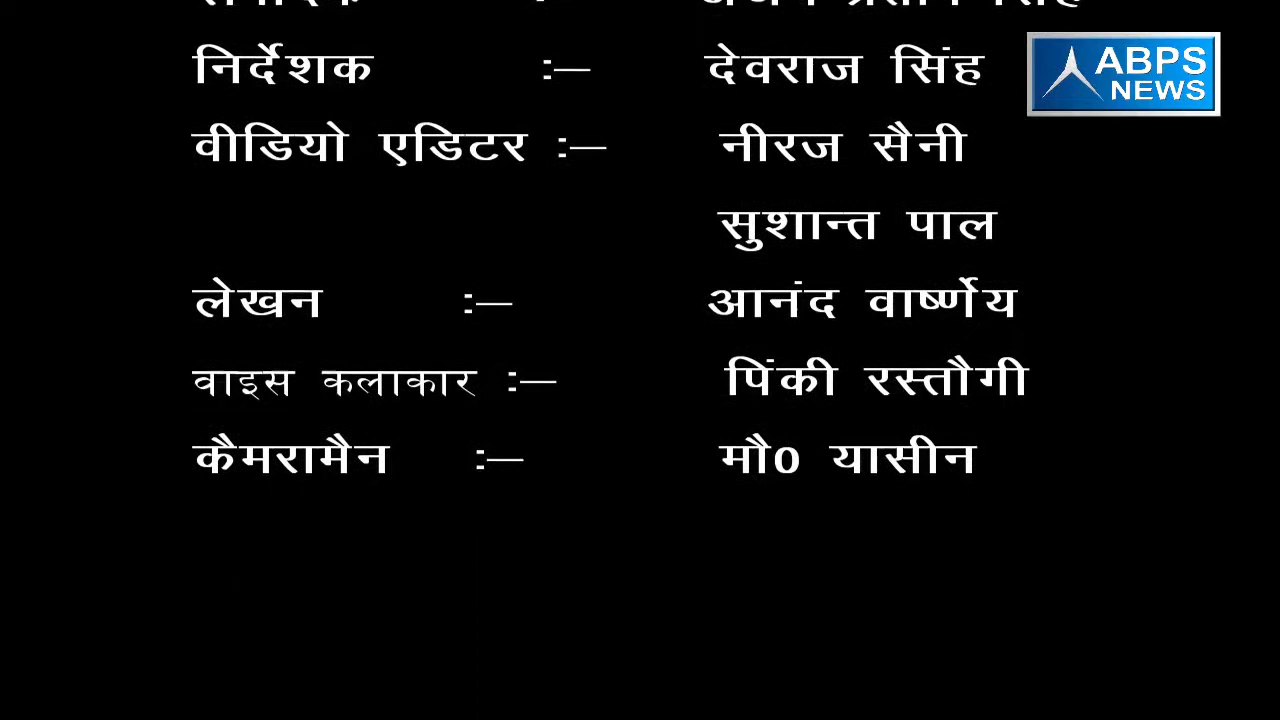 निर्देशक :— देवराज सिंह
ABPS
NEWS
वीडियो एडिटर :— नीरज सैनी
सुशान्त पाल
लेखन :— आनंद वार्ष्णेय
वाइस कलाकार :— पिंकी रस्तौगी
कैमरामैन :— मौ0 यासीन